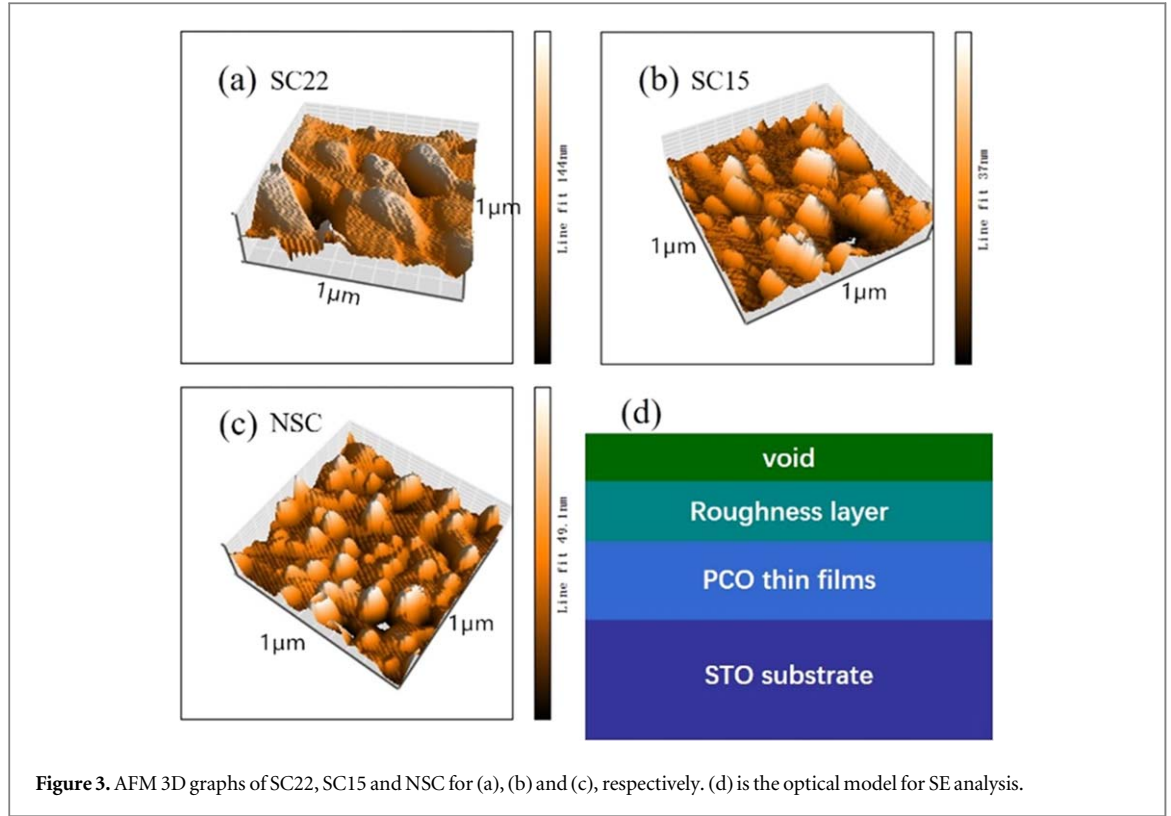 (a) SC22
1μm
1μm
Line fit 144nm
(b) SC15
1μm
1μm
Line fit 37nm
(c) NSC
1μm
1μm
Line fit 49.1nm
(d)
void
Roughness layer
PCO thin films
STO substrate
Figure 3. AFM 3D graphs of SC22, SC15 and NSC for (a), (b) and (c), respectively. (d) is the optical model for SE analysis.